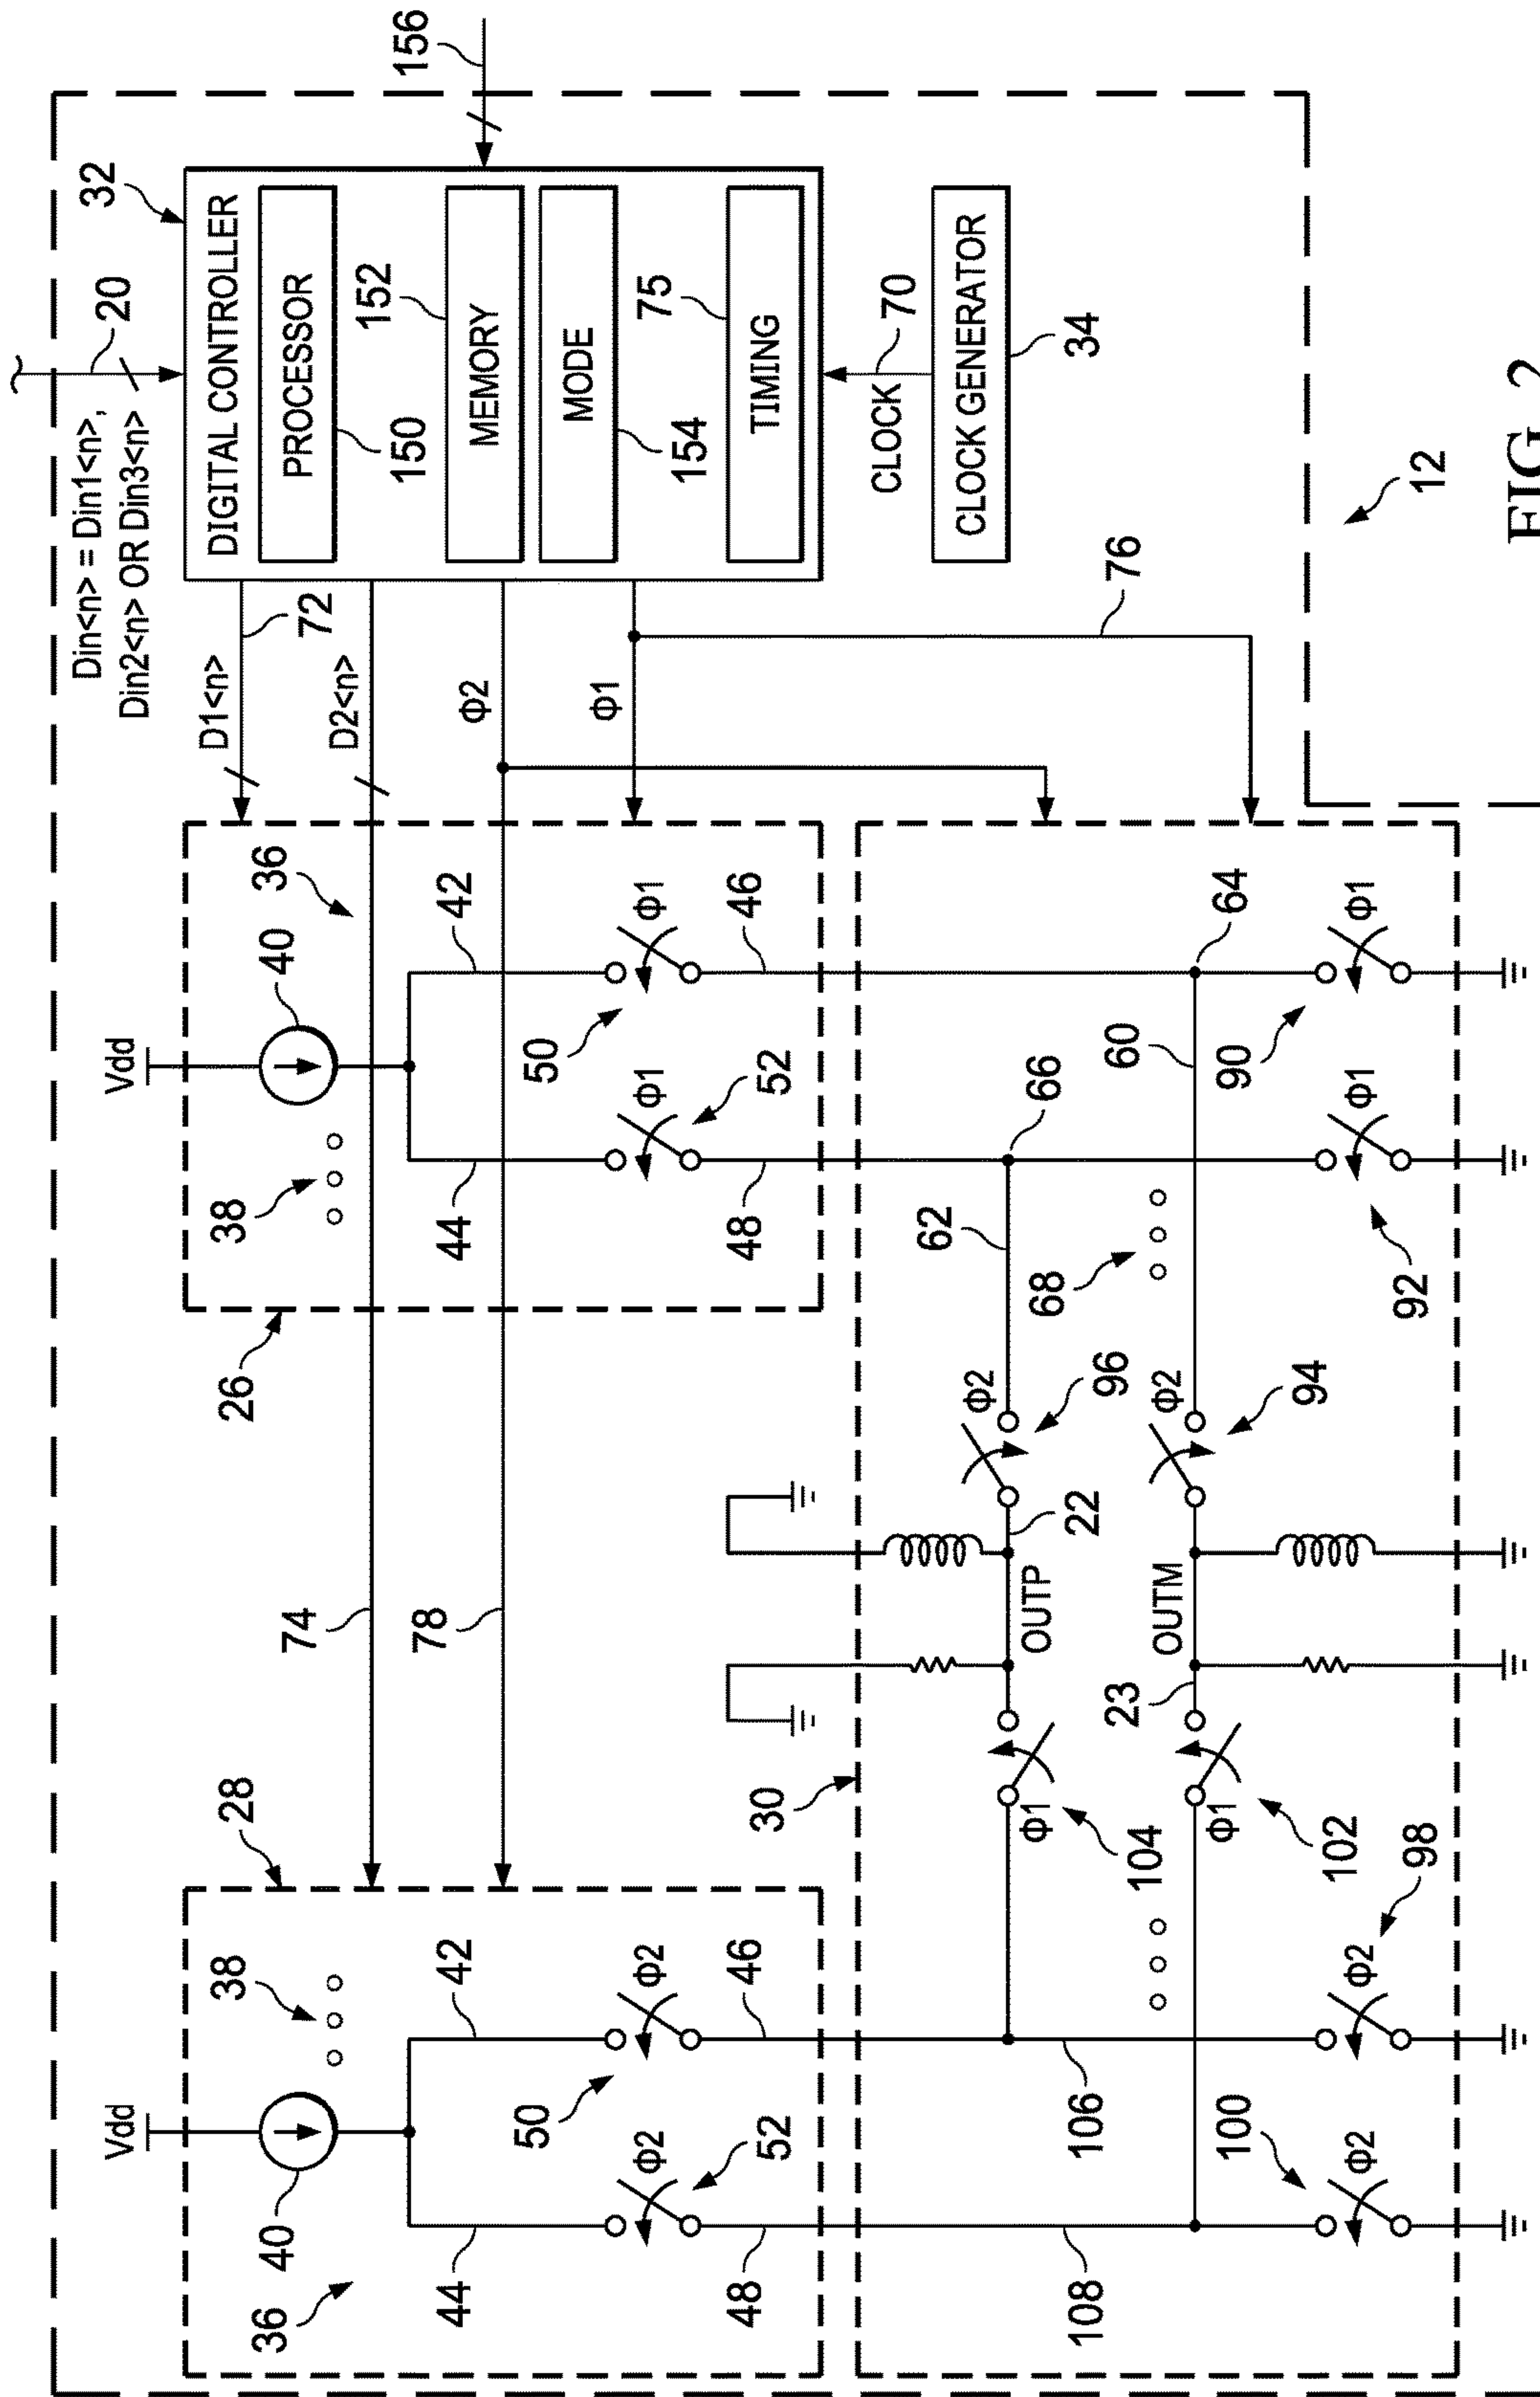 Din<n> = Din1<n>,
Din2<n> OR Din3<n>
20
32
156
DIGITAL CONTROLLER
PROCESSOR
150
152
MEMORY
MODE
154
75
TIMING
CLOCK
70
CLOCK GENERATOR
34
D1<n>
72
D2<n>
φ2
φ1
76
12
28
Vdd
40
36
38
42
44
50
φ2
52
φ2
46
48
74
78
26
Vdd
40
36
38
42
44
50
φ1
52
φ1
46
48
30
106
108
104
φ1
102
φ1
98
φ2
100
φ2
OUTP
22
OUTM
23
96
φ2
94
φ2
62
66
60
64
68
90
φ1
92
φ1
FIG. 2